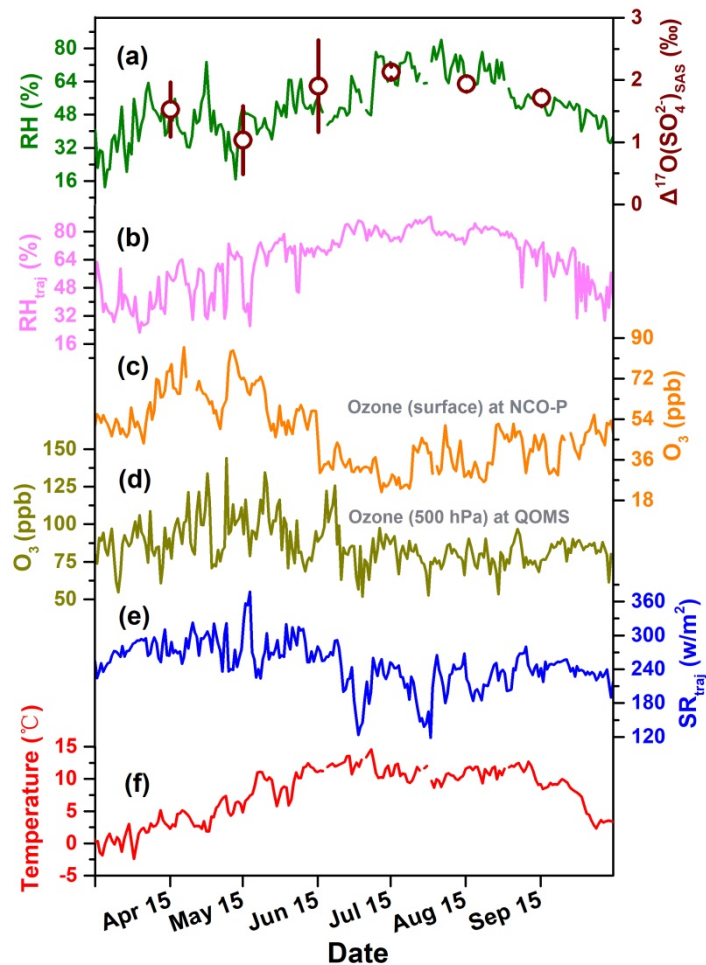 (a)
RH (%)
80
64
48
32
16
3
2
1
0
Δ¹⁷O(SO₄²⁻)SAS (‰)
(b)
RHtraj (%)
80
64
48
32
16
(c)
Ozone (surface) at NCO-P
90
72
54
36
18
O₃ (ppb)
(d)
Ozone (500 hPa) at QOMS
O₃ (ppb)
150
125
100
75
50
(e)
360
300
240
180
120
SRtraj (w/m²)
(f)
Temperature (℃)
15
10
5
0
-5
Apr 15
May 15
Jun 15
Jul 15
Aug 15
Sep 15
Date